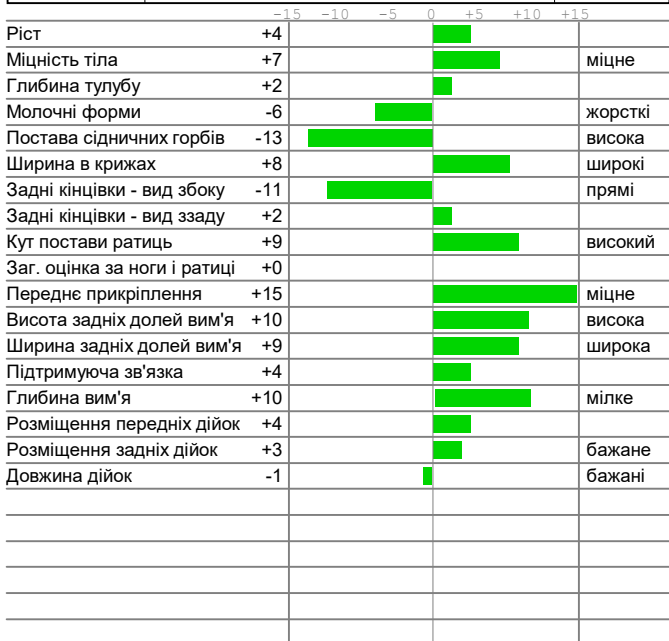 -15 -10 -5 0 +5 +10 +15
Ріст +4
Міцність тіла +7 міцне
Глибина тулубу +2
Молочні форми -6 жорсткі
Постава сідничних горбів -13 висока
Ширина в крижах +8 широкі
Задні кінцівки - вид збоку -11 прямі
Задні кінцівки - вид ззаду +2
Кут постави ратиць +9 високий
Заг. оцінка за ноги і ратиці +0
Переднє прикріплення +15 міцне
Висота задніх долей вим'я +10 висока
Ширина задніх долей вим'я +9 широка
Підтримуюча зв'язка +4
Глибина вим'я +10 мілке
Розміщення передніх дійок +4
Розміщення задніх дійок +3 бажане
Довжина дійок -1 бажані